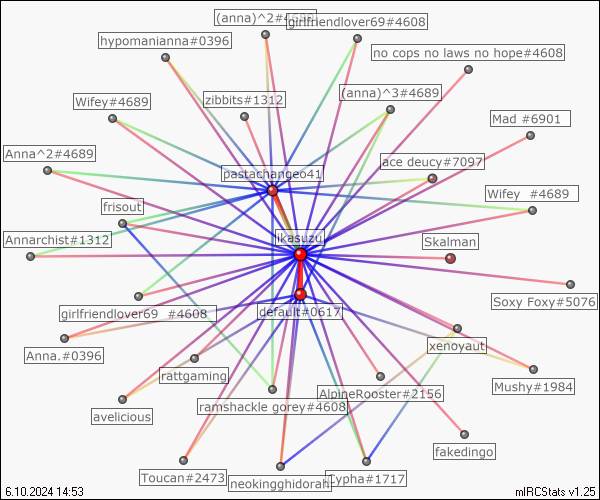 (anna)^2#4689
girlfriendlover69#4608
hypomanianna#0396
no cops no laws no hope#4608
Wifey#4689
zibbits#1312
(anna)^3#4689
Mad #6901
Anna^2#4689
pastachangeo41
ace deucy#7097
frisout
Wifey #4689
Annarchist#1312
ikasuzu
Skalman
girlfriendlover69 #4608
default#0617
Soxy Foxy#5076
Anna.#0396
xenoyaut
rattgaming
AlpineRooster#2156
Mushy#1984
avelicious
ramshackle gorey#4608
fakedingo
Toucan#2473
neokingghidorah
Cypha#1717
6.10.2024 14:53
mIRCStats v1.25